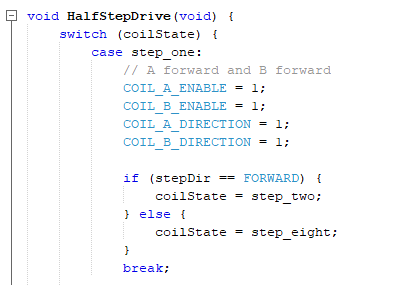 void HalfStepDrive(void) {
switch (coilState) {
case step_one:
// A forward and B forward
COIL_A_ENABLE = 1;
COIL_B_ENABLE = 1;
COIL_A_DIRECTION = 1;
COIL_B_DIRECTION = 1;
if (stepDir == FORWARD) {
coilState = step_two;
} else {
coilState = step_eight;
}
break;